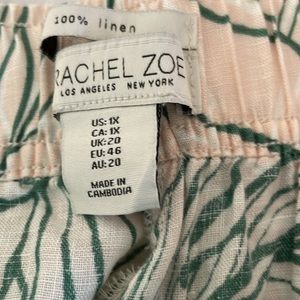 100% linen
RACHEL ZOE
LOS ANGELES NEW YORK
US: 1X
CA: 1X
UK: 20
EU: 46
AU: 20
MADE IN
CAMBODIA